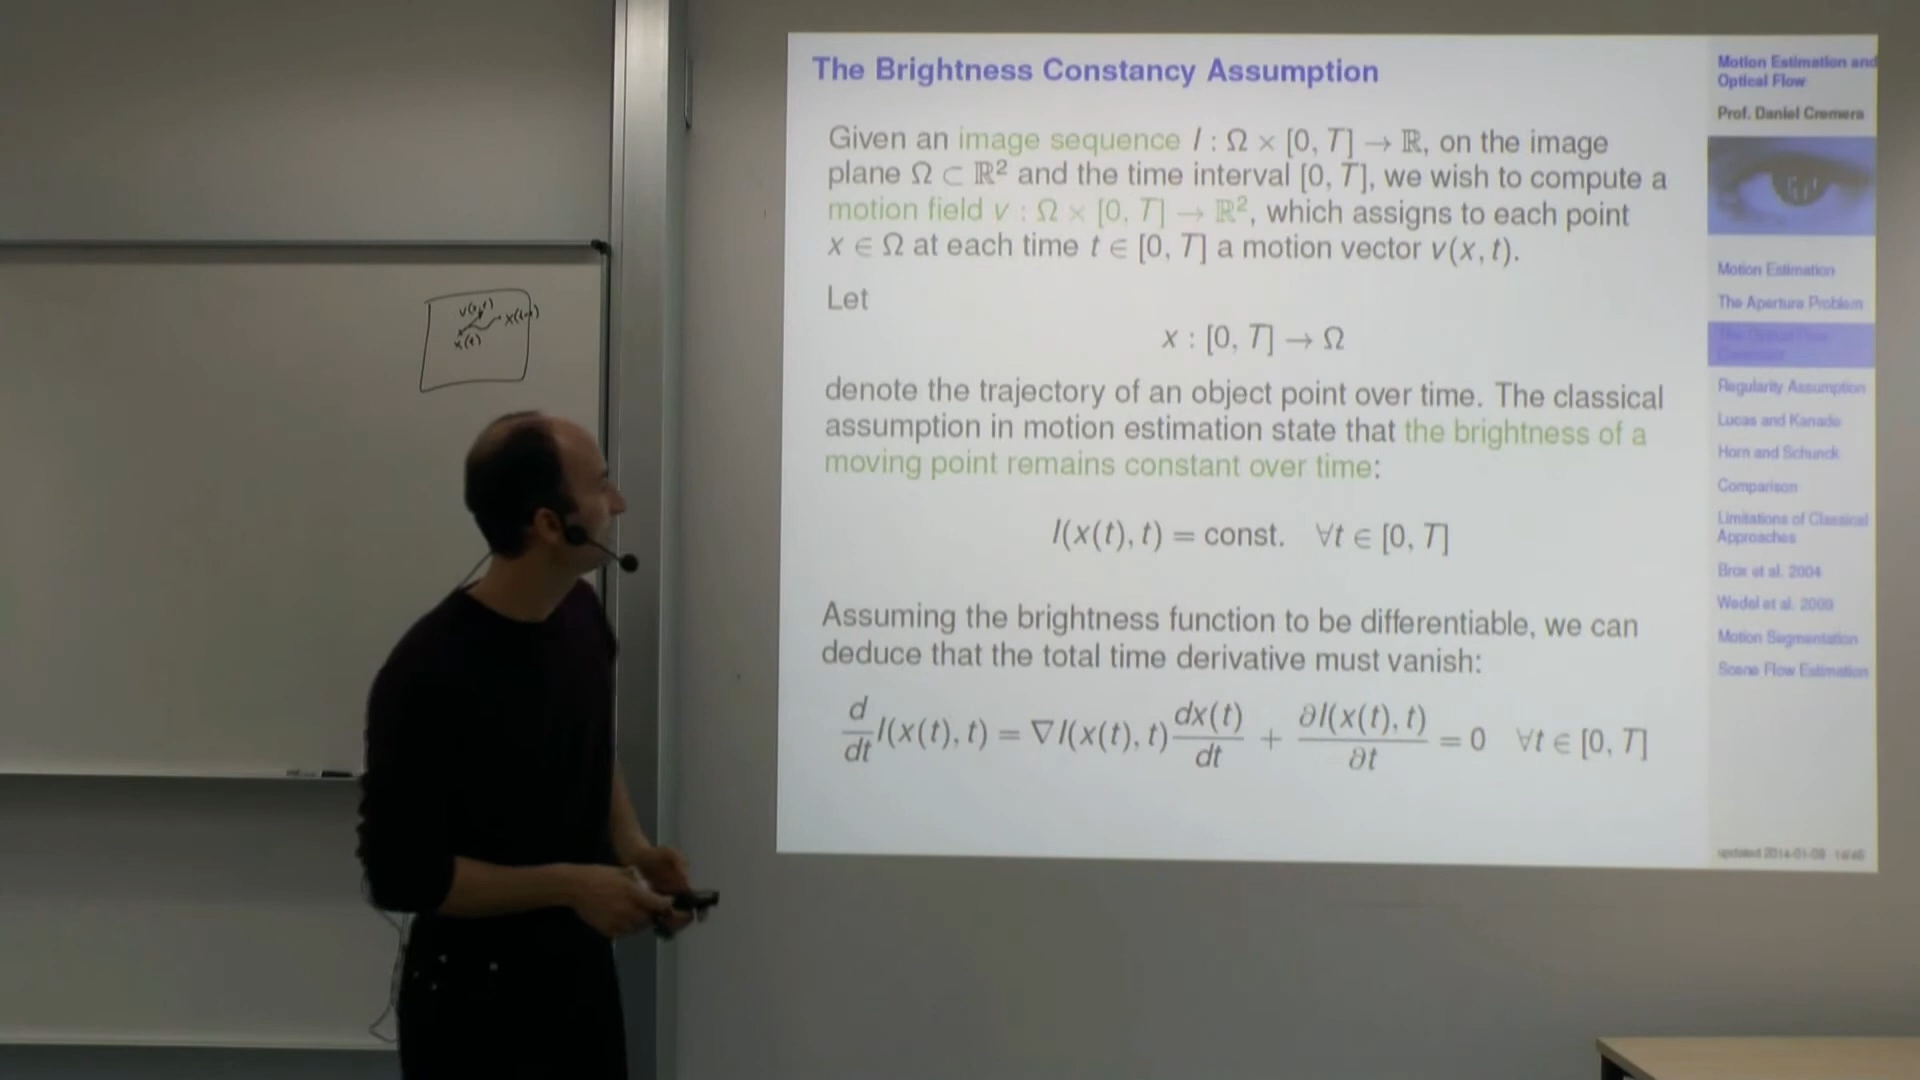 The Brightness Constancy Assumption
Given an image sequence I : Ω × [0, T] → ℝ, on the image
plane Ω ⊂ ℝ² and the time interval [0, T], we wish to compute a
motion field v : Ω × [0, T] → ℝ², which assigns to each point
x ∈ Ω at each time t ∈ [0, T] a motion vector v(x, t).
Let
x : [0, T] → Ω
denote the trajectory of an object point over time. The classical
assumption in motion estimation state that the brightness of a
moving point remains constant over time:
I(x(t), t) = const. ∀t ∈ [0, T]
Assuming the brightness function to be differentiable, we can
deduce that the total time derivative must vanish:
d/dt I(x(t), t) = ∇I(x(t), t) dx(t)/dt + ∂I(x(t), t)/∂t = 0 ∀t ∈ [0, T]
Motion Estimation and
Optical Flow
Prof. Daniel Cremers
Motion Estimation
The Aperture Problem
Regularity Assumption
Lucas and Kanade
Horn and Schunck
Comparison
Limitations of Classical
Approaches
Brox et al. 2004
Wedel et al. 2009
Motion Segmentation
Scene Flow Estimation
updated 2014-01-09
v(x,t)
x(t)